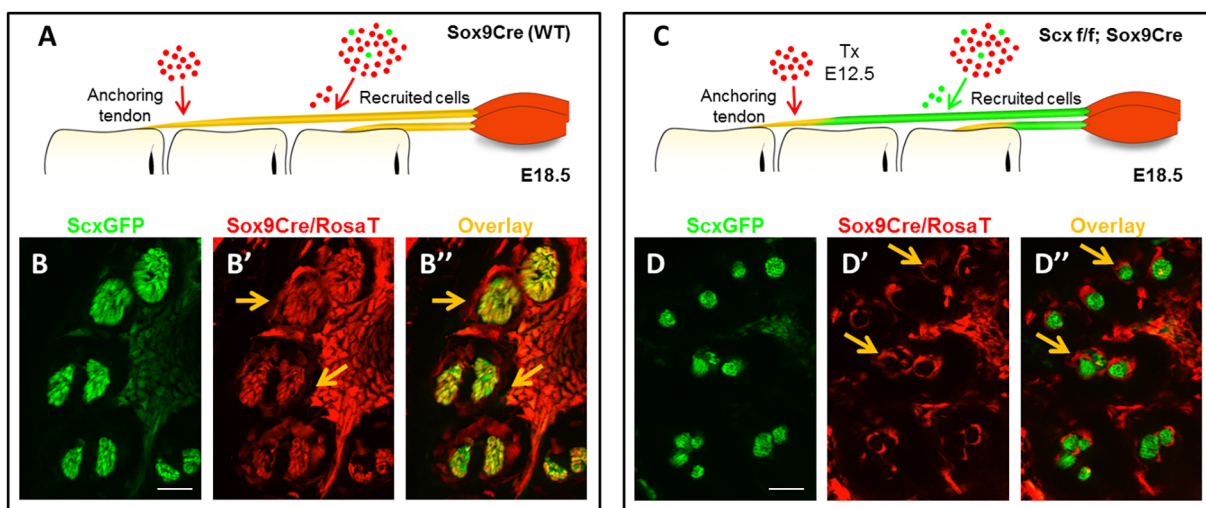 A
Sox9Cre (WT)
Anchoring
tendon
Recruited cells
E18.5
ScxGFP
Sox9Cre/RosaT
Overlay
B
B’
B’’
C
Scx f/f; Sox9Cre
Tx
E12.5
Anchoring
tendon
Recruited cells
E18.5
ScxGFP
Sox9Cre/RosaT
Overlay
D
D’
D’’